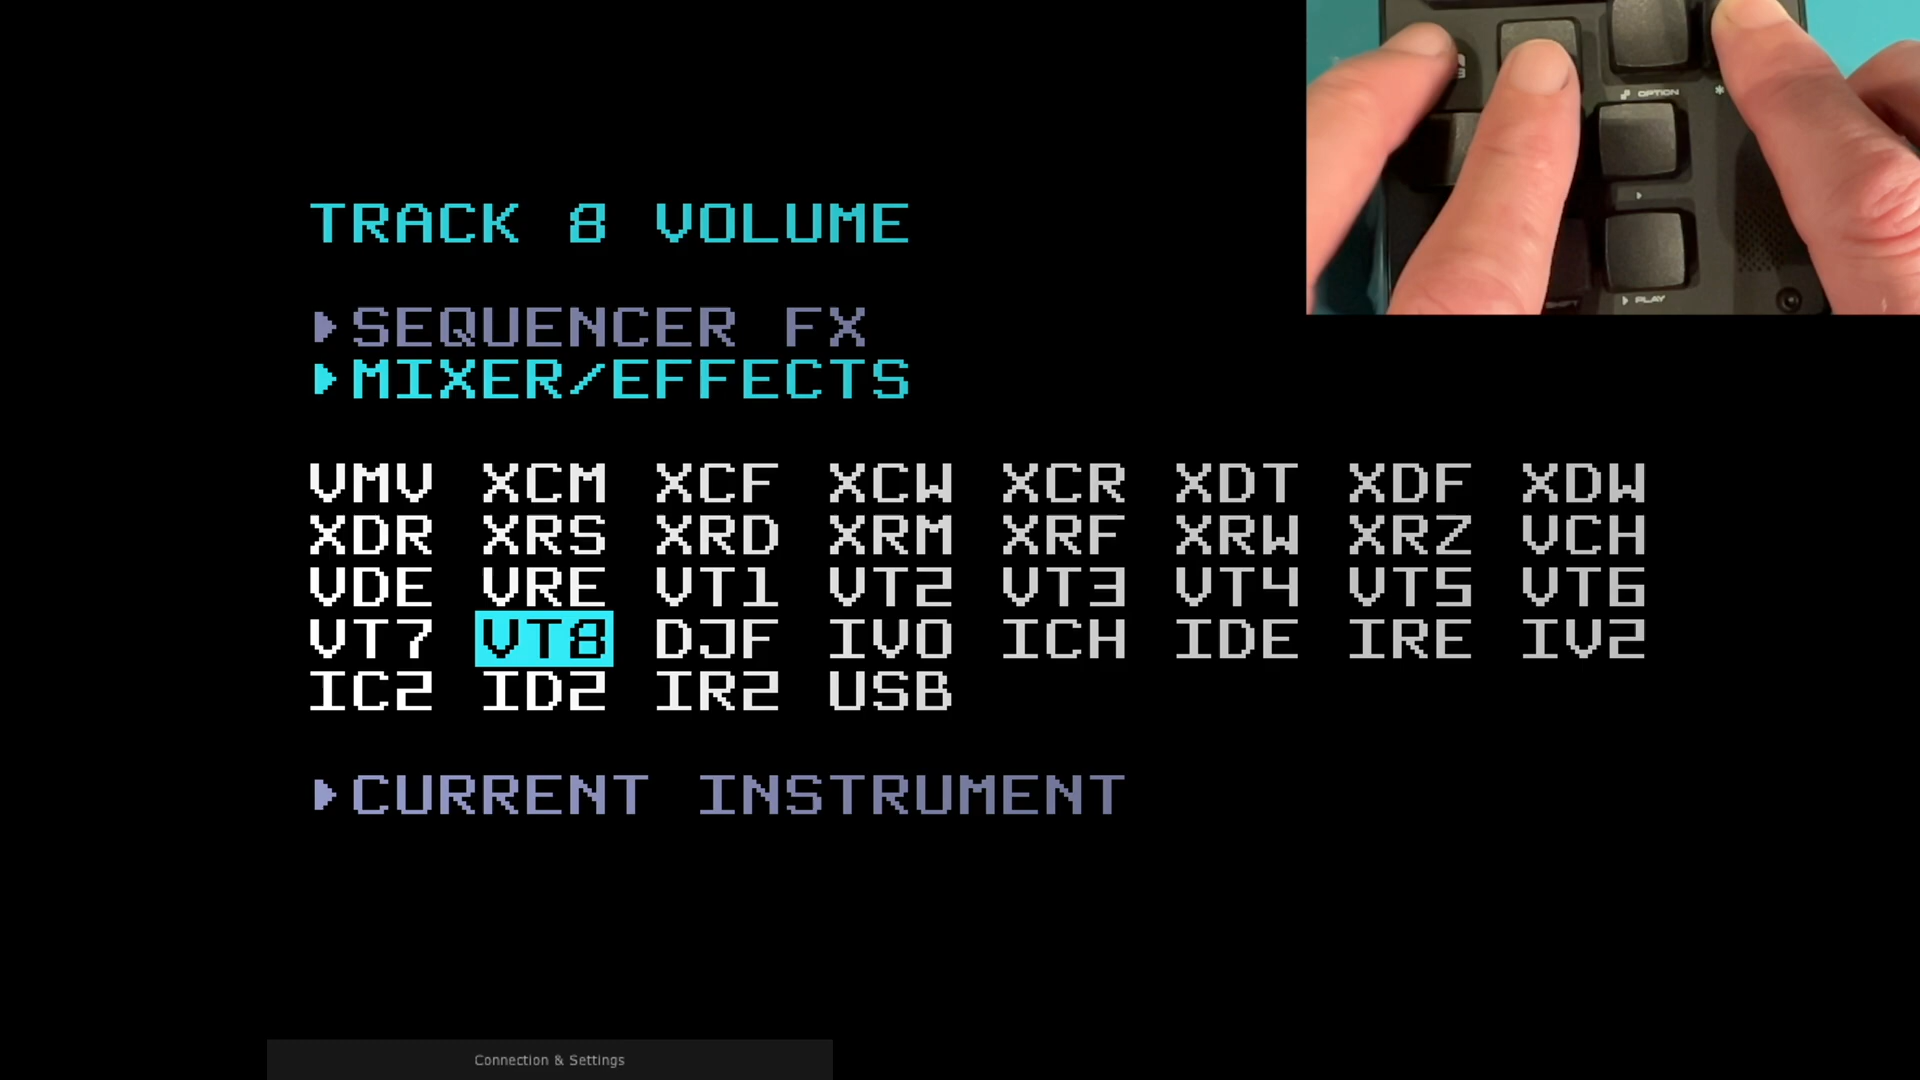 TRACK 8 VOLUME
SEQUENCER FX
MIXER/EFFECTS
VMV XCM XCF XCW XCR XDT XDF XDW
XDR XRS XRD XRM XRF XRW XRZ VCH
VDE VRE VT1 VT2 VT3 VT4 VT5 VT6
VT7 VT8 DJF IVO ICH IDE IRE IV2
IC2 ID2 IR2 USB
CURRENT INSTRUMENT
OPTION
SHIFT
PLAY
Connection & Settings